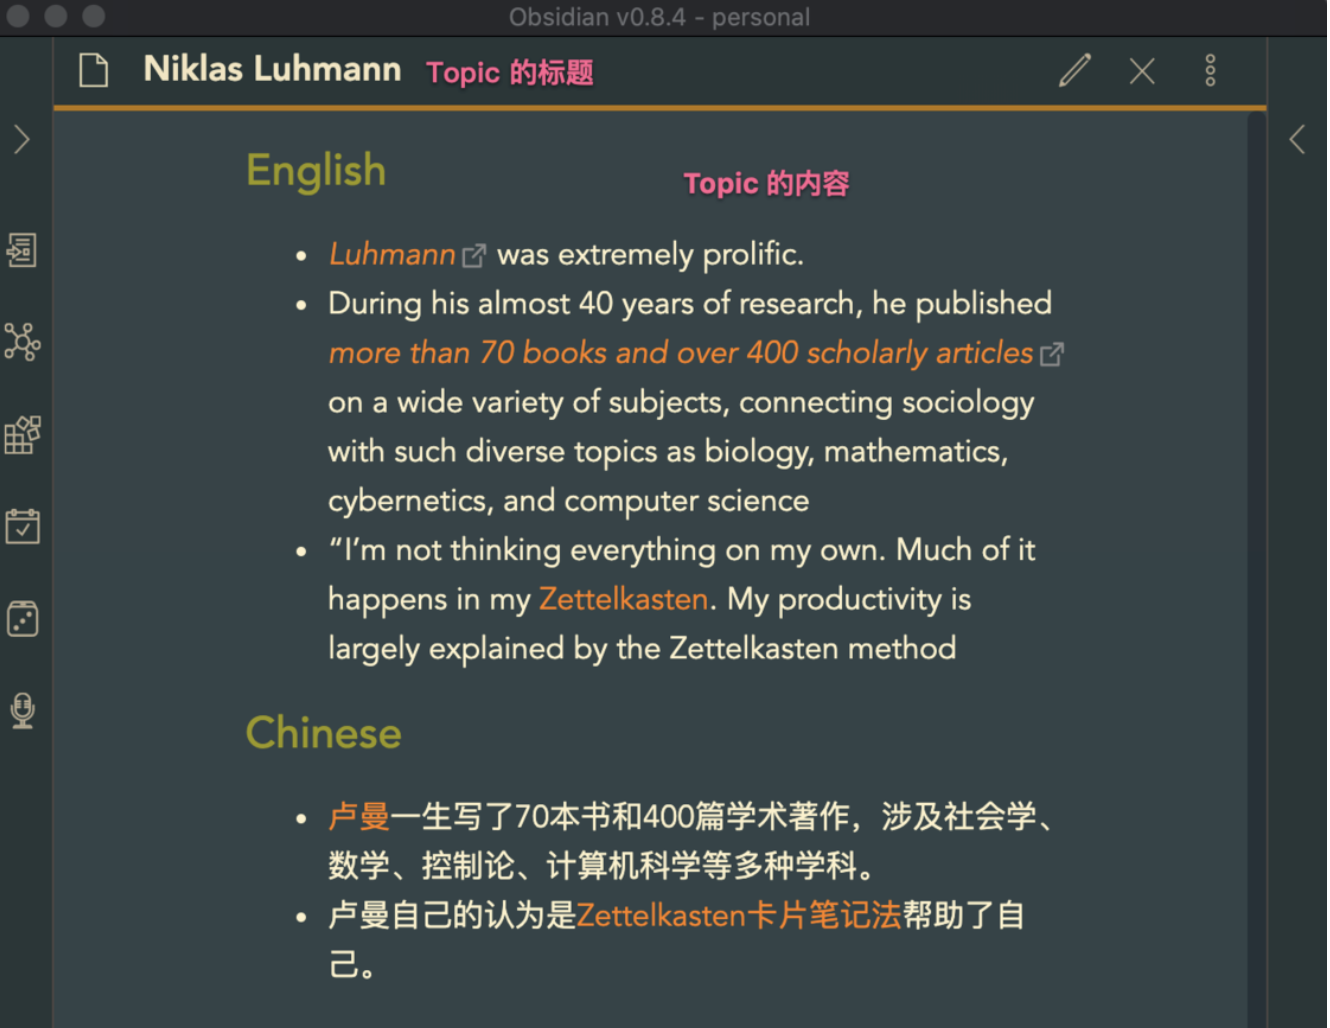 Obsidian v0.8.4 - personal
Niklas Luhmann Topic 的标题
English
Topic 的内容
• Luhmann was extremely prolific.
• During his almost 40 years of research, he published
more than 70 books and over 400 scholarly articles
on a wide variety of subjects, connecting sociology
with such diverse topics as biology, mathematics,
cybernetics, and computer science
• “I’m not thinking everything on my own. Much of it
happens in my Zettelkasten. My productivity is
largely explained by the Zettelkasten method
Chinese
• 卢曼一生写了70本书和400篇学术著作，涉及社会学、
数学、控制论、计算机科学等多种学科。
• 卢曼自己的认为是Zettelkasten卡片笔记法帮助了自
己。